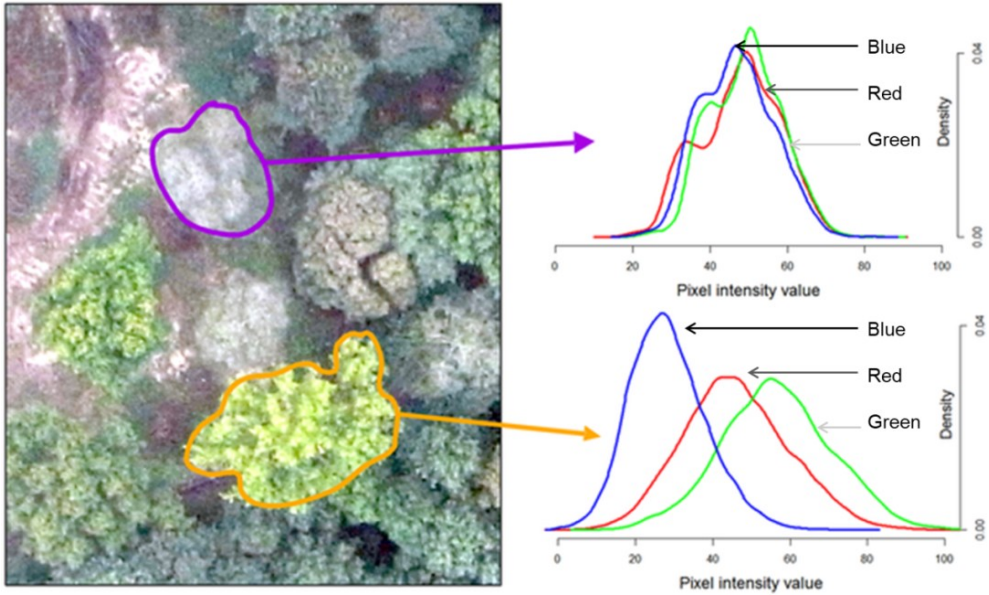 Blue
Red
Green
0.04
Density
0.00
0
20
40
60
80
100
Pixel intensity value
Blue
Red
Green
0.04
Density
0.00
0
20
40
60
80
100
Pixel intensity value